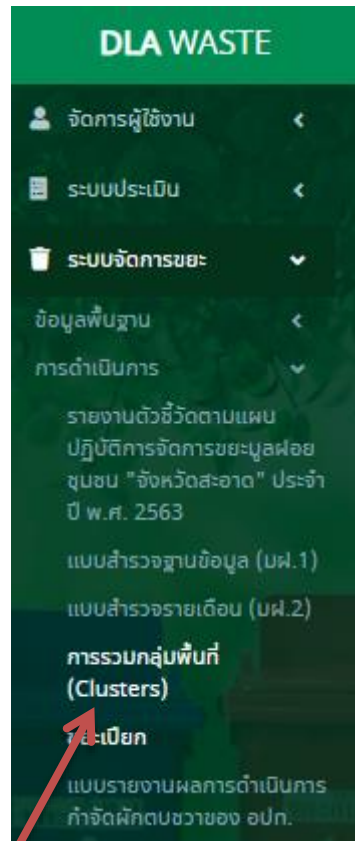 DLA WASTE
จัดการผู้ใช้งาน
ระบบประเมิน
ระบบจัดการขยะ
ข้อมูลพื้นฐาน
การดำเนินการ
รายงานตัวชี้วัดตามแผน
ปฏิบัติการจัดการขยะมูลฝอย
ชุมชน "จังหวัดสะอาด" ประจำ
ปี พ.ศ. 2563
แบบสำรวจฐานข้อมูล (มฝ.1)
แบบสำรวจรายเดือน (มฝ.2)
การรวมกลุ่มพื้นที่
(Clusters)
ขยะเปียก
แบบรายงานผลการดำเนินการ
กำจัดผักตบชวาของ อปท.